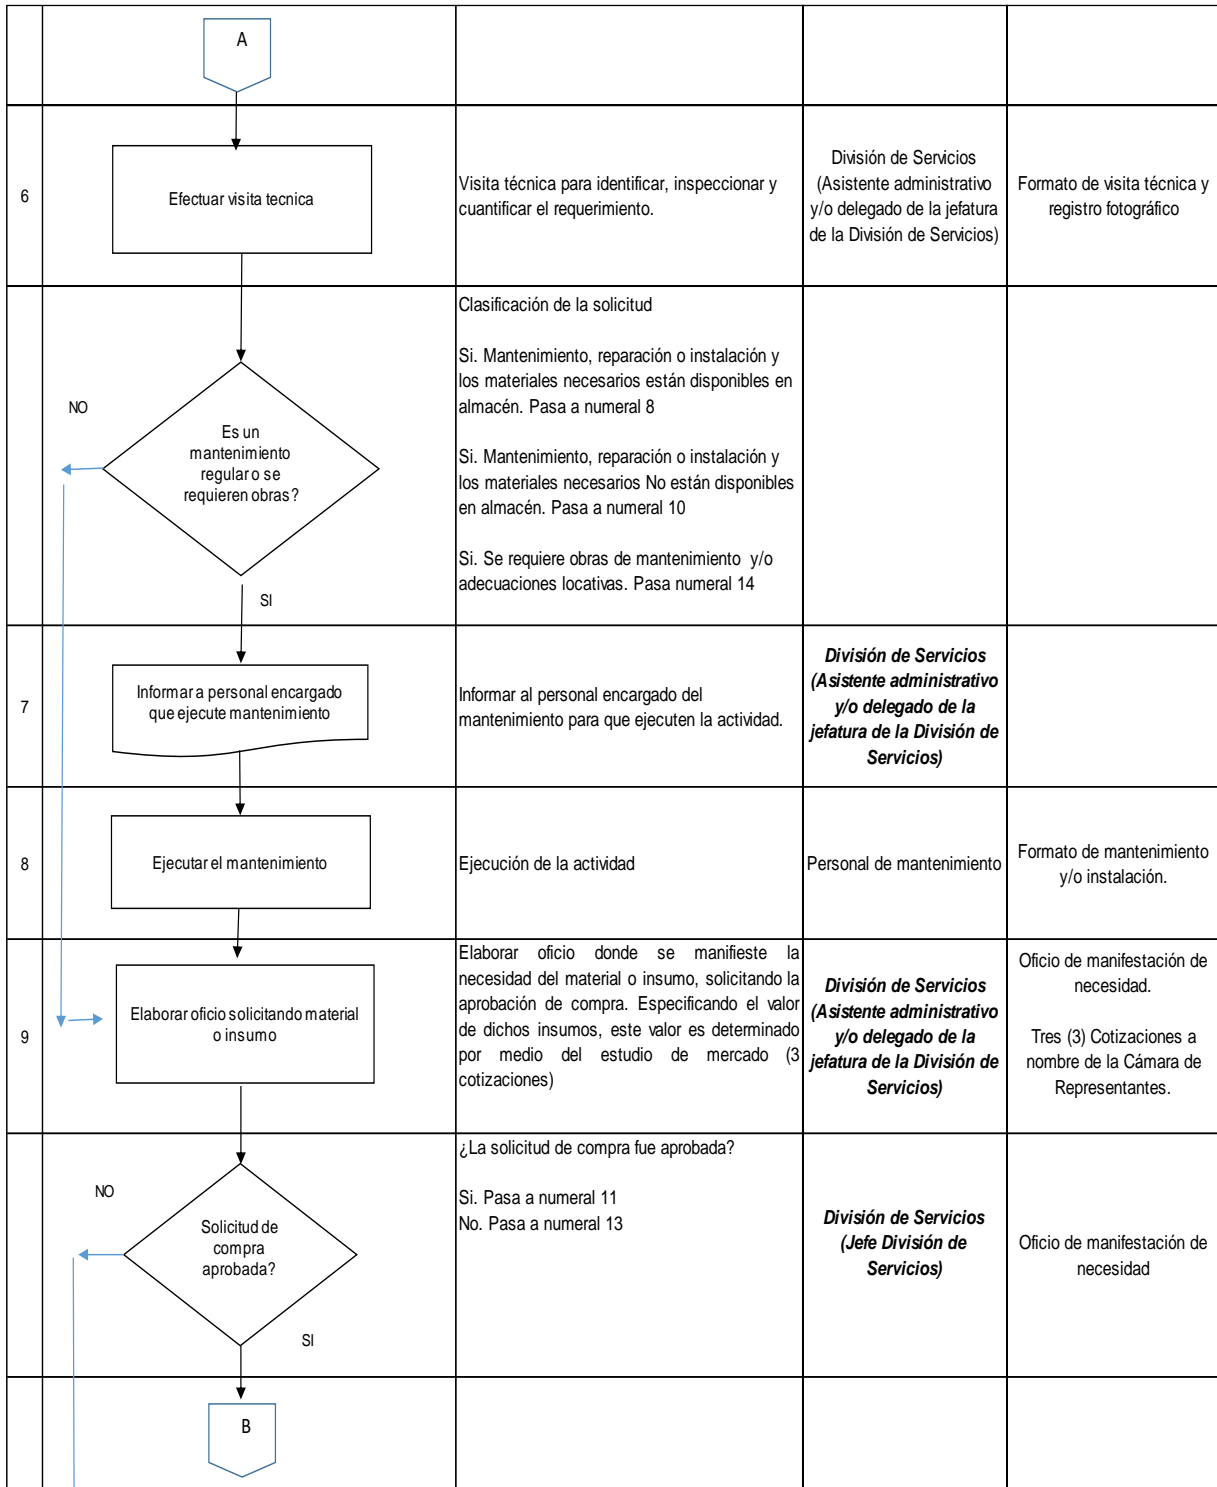 A
6
Efectuar visita tecnica
Visita técnica para identificar, inspeccionar y
cuantificar el requerimiento.
División de Servicios
(Asistente administrativo
y/o delegado de la jefatura
de la División de Servicios)
Formato de visita técnica y
registro fotográfico
NO
Es un
mantenimiento
regular o se
requieren obras?
SI
Clasificación de la solicitud
Si. Mantenimiento, reparación o instalación y
los materiales necesarios están disponibles en
almacén. Pasa a numeral 8
Si. Mantenimiento, reparación o instalación y
los materiales necesarios No están disponibles
en almacén. Pasa a numeral 10
Si. Se requiere obras de mantenimiento y/o
adecuaciones locativas. Pasa numeral 14
7
Informar a personal encargado
que ejecute mantenimiento
Informar al personal encargado del
mantenimiento para que ejecuten la actividad.
División de Servicios
(Asistente administrativo
y/o delegado de la
jefatura de la División de
Servicios)
8
Ejecutar el mantenimiento
Ejecución de la actividad
Personal de mantenimiento
Formato de mantenimiento
y/o instalación.
9
Elaborar oficio solicitando material
o insumo
Elaborar oficio donde se manifieste la
necesidad del material o insumo, solicitando la
aprobación de compra. Especificando el valor
de dichos insumos, este valor es determinado
por medio del estudio de mercado (3
cotizaciones)
División de Servicios
(Asistente administrativo
y/o delegado de la
jefatura de la División de
Servicios)
Oficio de manifestación de
necesidad.
Tres (3) Cotizaciones a
nombre de la Cámara de
Representantes.
NO
Solicitud de
compra
aprobada?
SI
¿La solicitud de compra fue aprobada?
Si. Pasa a numeral 11
No. Pasa a numeral 13
División de Servicios
(Jefe División de
Servicios)
Oficio de manifestación de
necesidad
B